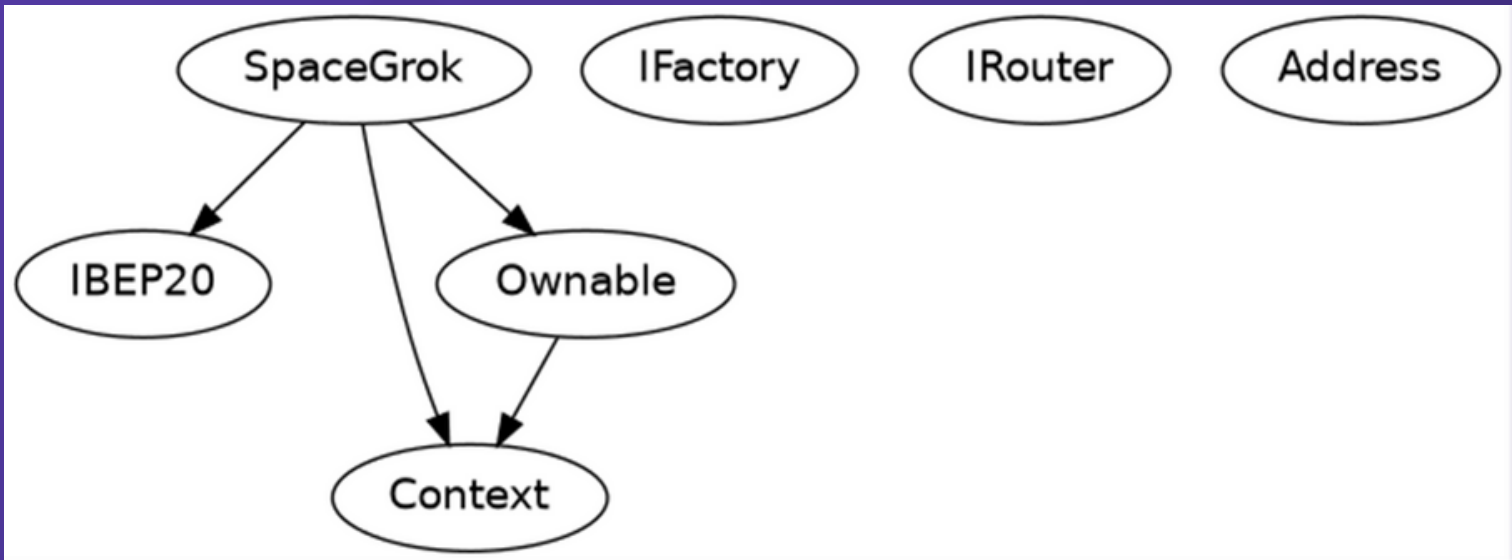 SpaceGrok
IFactory
IRouter
Address
IBEP20
Ownable
Context